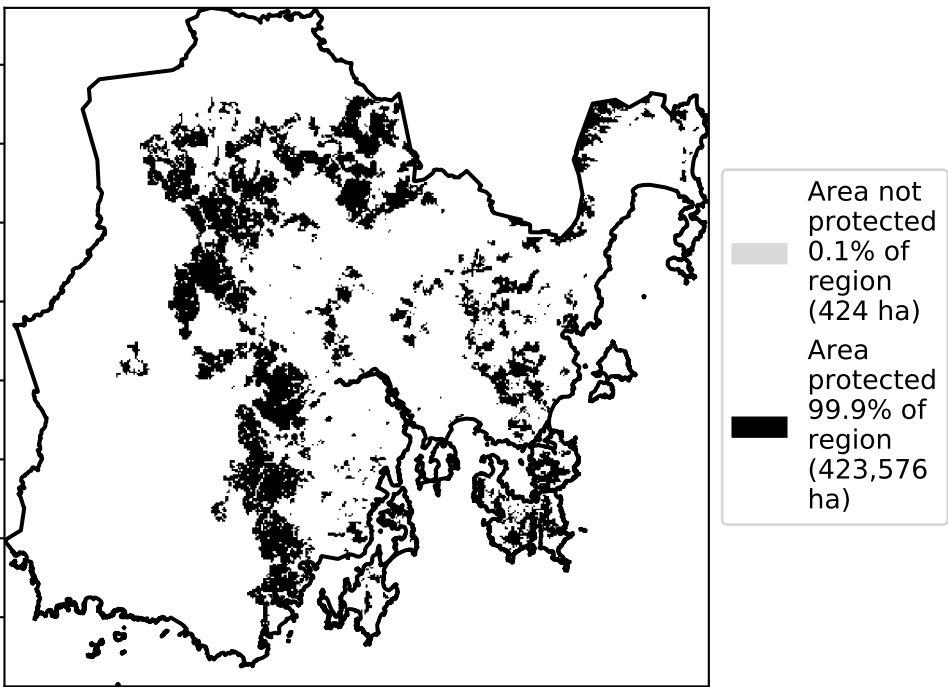 Area not
protected
0.1% of
region
(424 ha)
Area
protected
99.9% of
region
(423,576
ha)